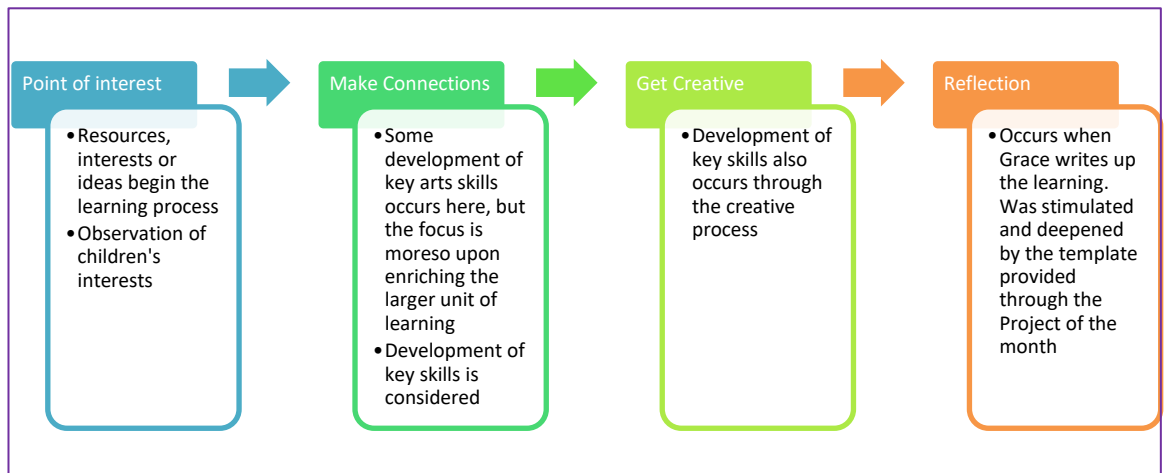 Point of interest
•Resources,
interests or
ideas begin the
learning process
•Observation of
children's
interests
Make Connections
•Some
development of
key arts skills
occurs here, but
the focus is
moreso upon
enriching the
larger unit of
learning
•Development of
key skills is
considered
Get Creative
•Development of
key skills also
occurs through
the creative
process
Reflection
•Occurs when
Grace writes up
the learning.
Was stimulated
and deepened
by the template
provided
through the
Project of the
month